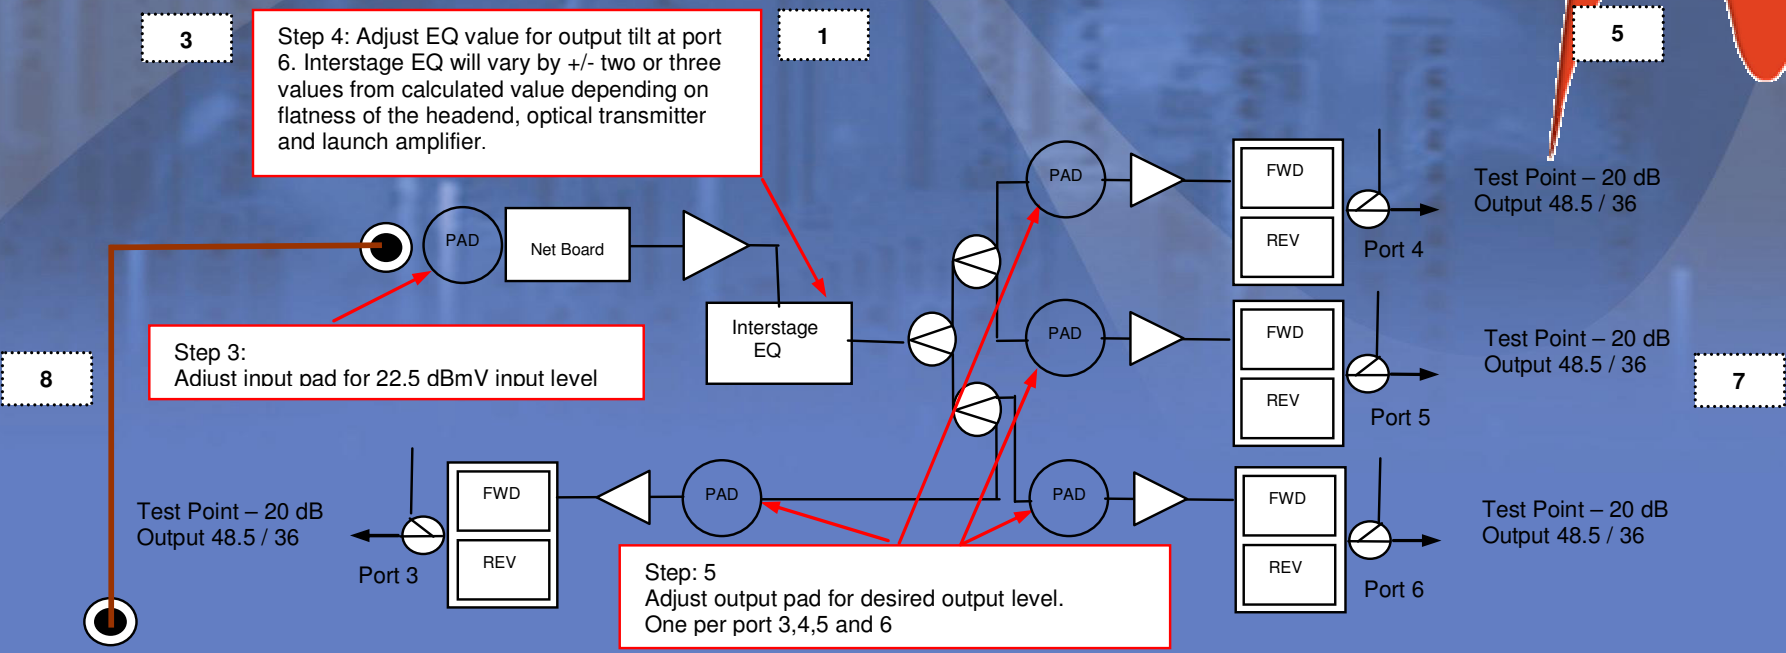 3
Step 4: Adjust EQ value for output tilt at port
6. Interstage EQ will vary by +/- two or three
values from calculated value depending on
flatness of the headend, optical transmitter
and launch amplifier.
1
5
PAD
Net Board
PAD
FWD
REV
Test Point – 20 dB
Output 48.5 / 36
Port 4
Interstage
EQ
Step 3:
Adjust input pad for 22.5 dBmV input level
8
PAD
FWD
REV
Test Point – 20 dB
Output 48.5 / 36
Port 5
7
Test Point – 20 dB
Output 48.5 / 36
Port 3
FWD
REV
PAD
PAD
FWD
REV
Test Point – 20 dB
Output 48.5 / 36
Port 6
Step: 5
Adjust output pad for desired output level.
One per port 3,4,5 and 6